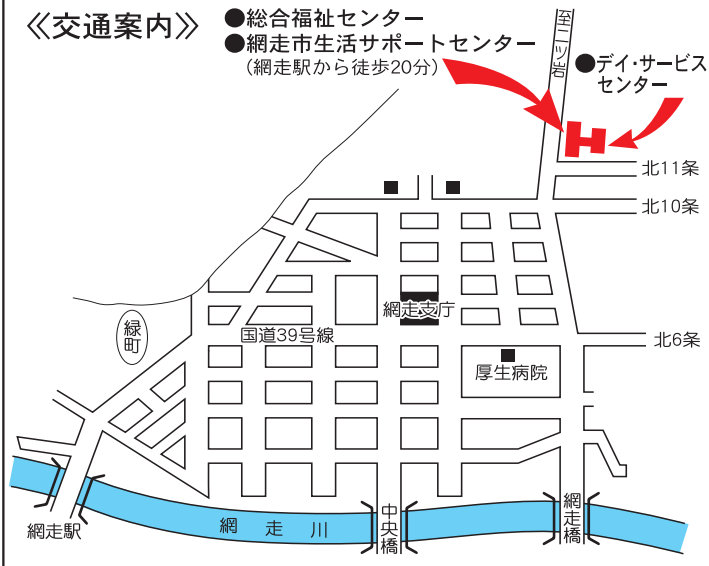 ≪交通案内≫
●総合福祉センター
●網走市生活サポートセンター
(網走駅から徒歩20分)
至二ツ岩
●デイ・サービス
センター
北11条
北10条
網走支庁
国道39号線
緑町
北6条
厚生病院
網走駅
網走川
中央橋
網走橋